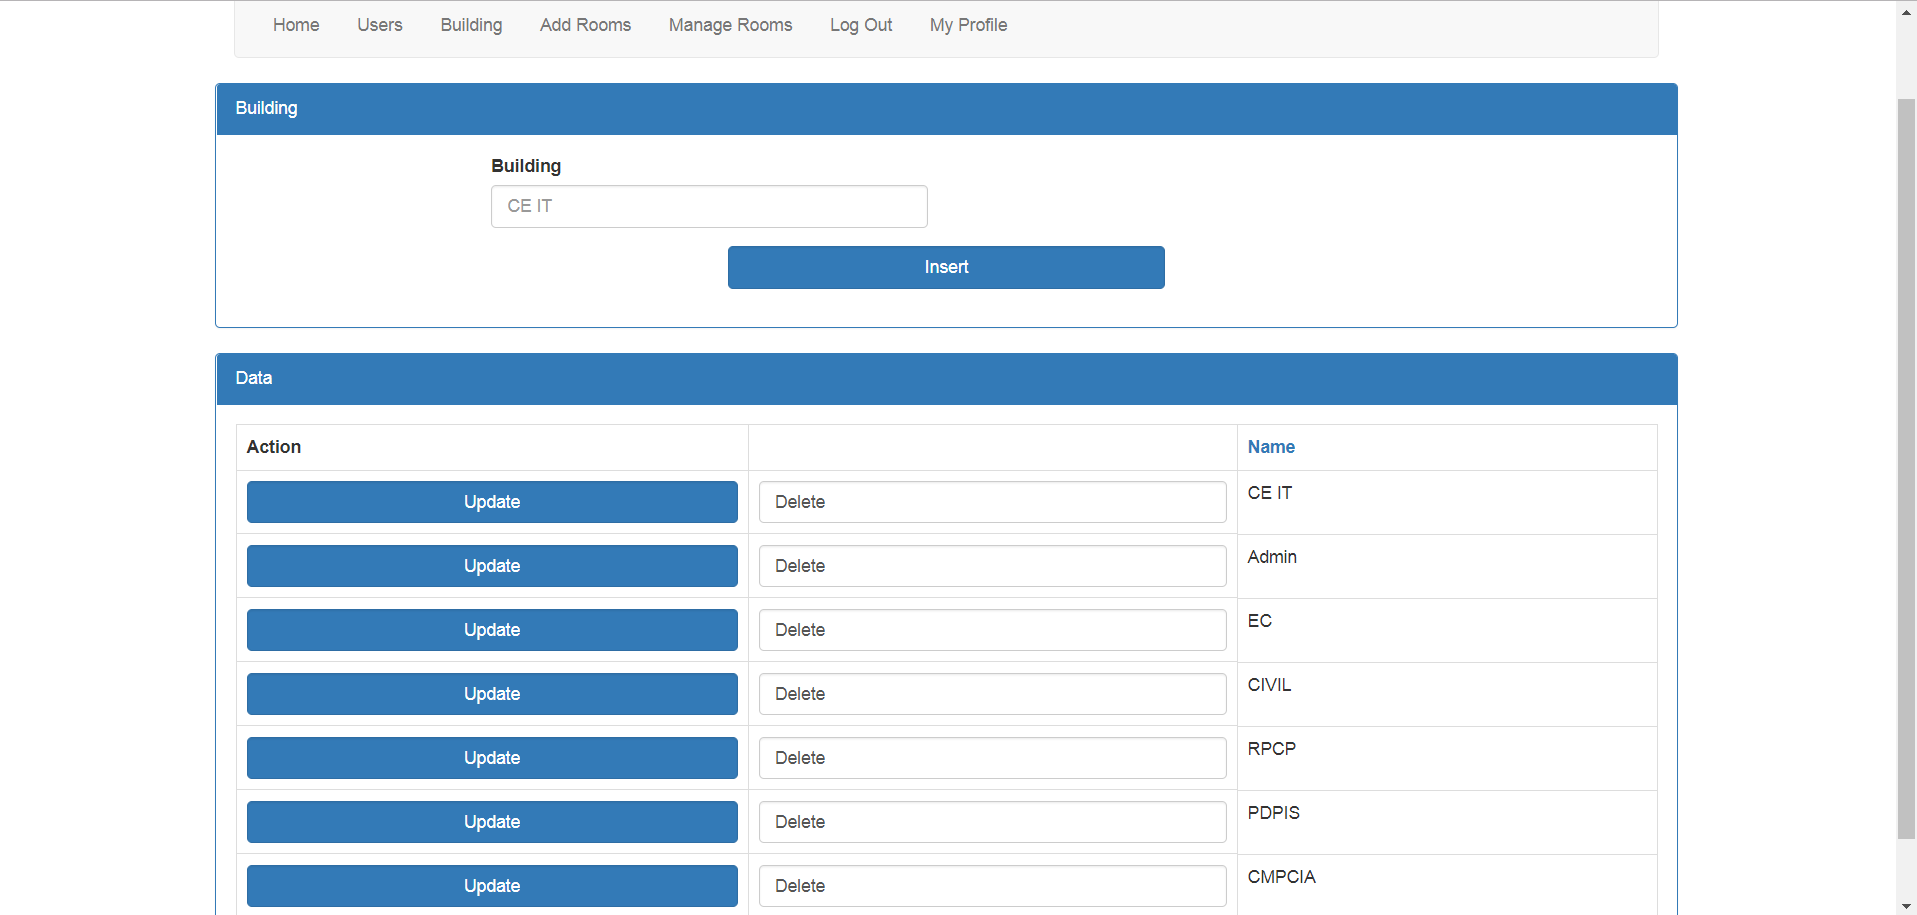 Home Users Building Add Rooms Manage Rooms Log Out My Profile
Building
Building
CE IT
Insert
Data
Action Name
Update Delete CE IT
Update Delete Admin
Update Delete EC
Update Delete CIVIL
Update Delete RPCP
Update Delete PDPIS
Update Delete CMPCIA